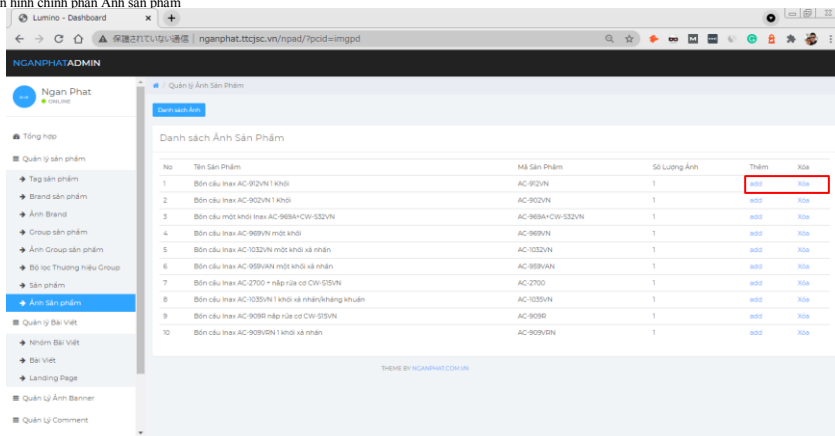 n hình chính phần Ảnh sản phẩm
Lumino - Dashboard
保護されていない通信 | nganphat.ttcjsc.vn/npad/?pcid=imgpd
NGANPHATADMIN
Ngan Phat
ONLINE
Tổng hợp
Quản lý sản phẩm
Tag sản phẩm
Brand sản phẩm
Ảnh Brand
Group sản phẩm
Ảnh Group sản phẩm
Bộ lọc Thương hiệu Group
Sản phẩm
Ảnh Sản phẩm
Quản lý Bài Viết
Nhóm Bài Viết
Bài Viết
Landing Page
Quản Lý Ảnh Banner
Quản Lý Comment
/ Quản lý Ảnh Sản Phẩm
Danh sách Ảnh
Danh sách Ảnh Sản Phẩm
No Tên Sản Phẩm Mã Sản Phẩm Số Lượng Ảnh Thêm Xóa
1 Bồn cầu Inax AC-912VN 1 Khối AC-912VN 1 add Xóa
2 Bồn cầu Inax AC-902VN 1 Khối AC-902VN 1 add Xóa
3 Bồn cầu một khối Inax AC-969A+CW-S32VN AC-969A+CW-S32VN 1 add Xóa
4 Bồn cầu Inax AC-969VN một khối AC-969VN 1 add Xóa
5 Bồn cầu Inax AC-1032VN một khối xả nhấn AC-1032VN 1 add Xóa
6 Bồn cầu Inax AC-959VAN một khối xả nhấn AC-959VAN 1 add Xóa
7 Bồn cầu Inax AC-2700 + nắp rửa cơ CW-S15VN AC-2700 1 add Xóa
8 Bồn cầu Inax AC-1035VN 1 khối xả nhấn/kháng khuẩn AC-1035VN 1 add Xóa
9 Bồn cầu Inax AC-909R nắp rửa cơ CW-S15VN AC-909R 1 add Xóa
10 Bồn cầu Inax AC-909VRN 1 khối xả nhấn AC-909VRN 1 add Xóa
THEME BY NGANPHAT.COM.VN